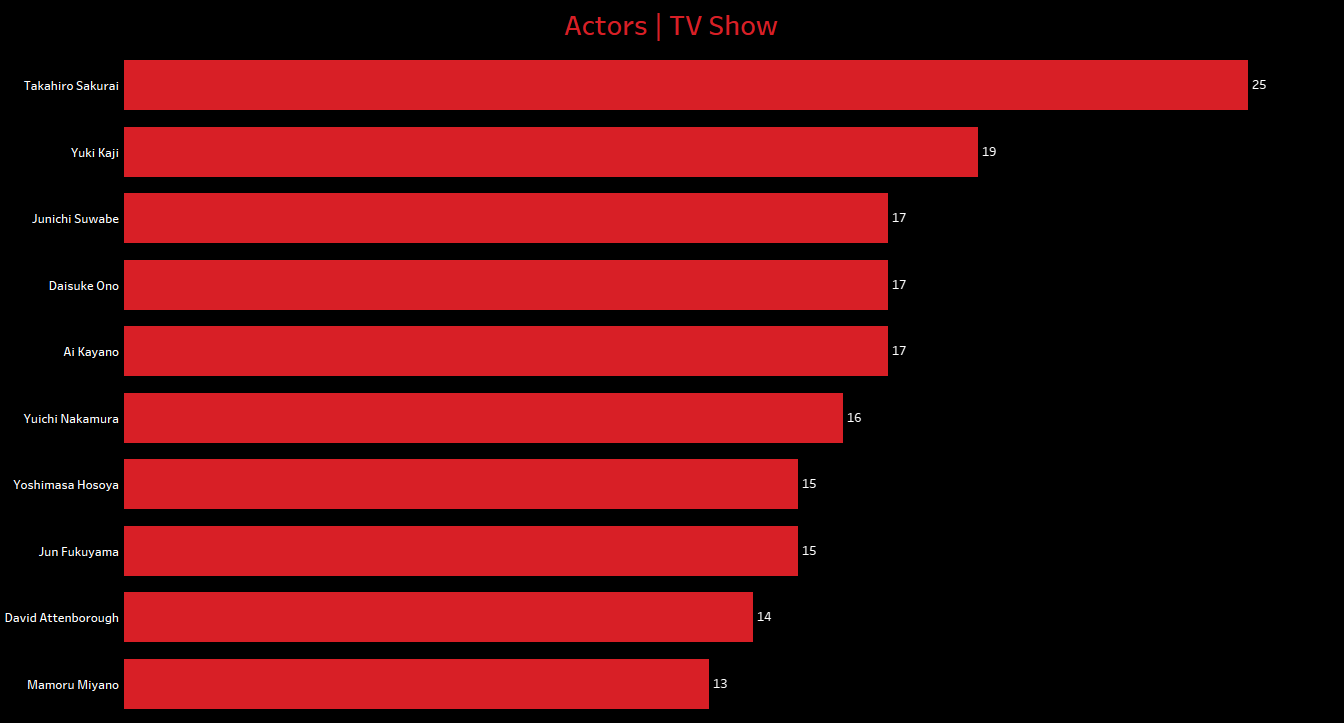 Actors | TV Show
Takahiro Sakurai 25
Yuki Kaji 19
Junichi Suwabe 17
Daisuke Ono 17
Ai Kayano 17
Yuichi Nakamura 16
Yoshimasa Hosoya 15
Jun Fukuyama 15
David Attenborough 14
Mamoru Miyano 13